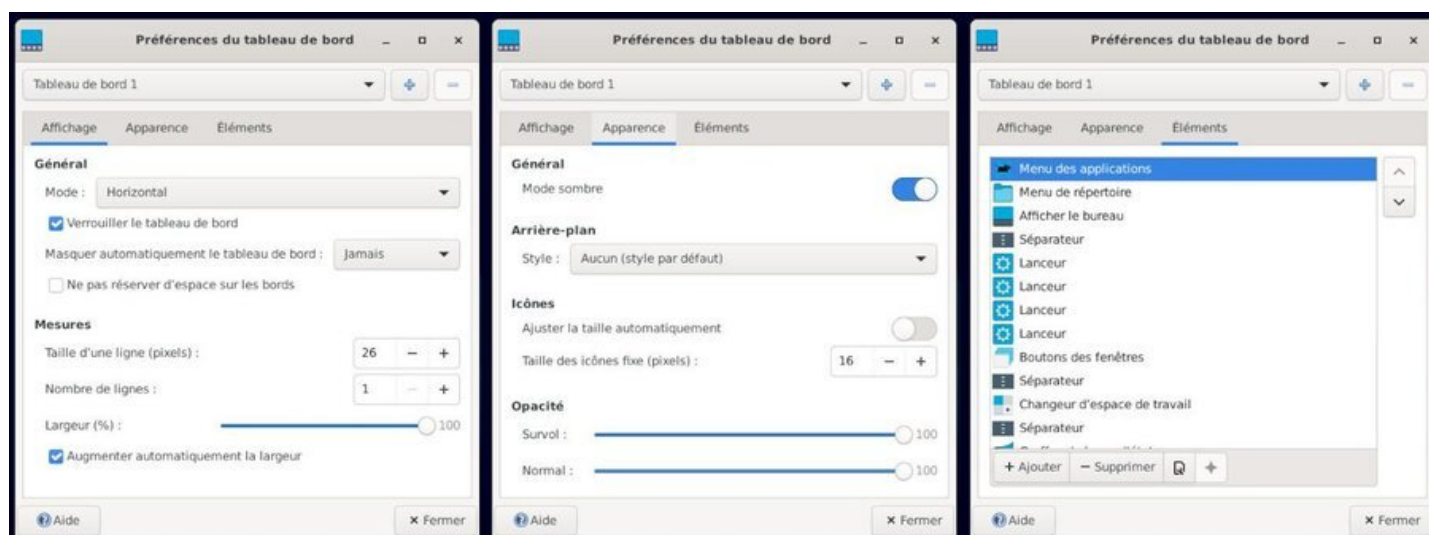 Préférences du tableau de bord
Tableau de bord 1
Affichage Apparence Éléments
Général
Mode : Horizontal
Verrouiller le tableau de bord
Masquer automatiquement le tableau de bord : Jamais
Ne pas réserver d'espace sur les bords
Mesures
Taille d'une ligne (pixels) : 26 − +
Nombre de lignes : 1 − +
Largeur (%) : 100
Augmenter automatiquement la largeur
Aide × Fermer
Préférences du tableau de bord
Tableau de bord 1
Affichage Apparence Éléments
Général
Mode sombre
Arrière-plan
Style : Aucun (style par défaut)
Icônes
Ajuster la taille automatiquement
Taille des icônes fixe (pixels) : 16 − +
Opacité
Survol : 100
Normal : 100
Aide × Fermer
Préférences du tableau de bord
Tableau de bord 1
Affichage Apparence Éléments
Menu des applications
Menu de répertoire
Afficher le bureau
Séparateur
Lanceur
Lanceur
Lanceur
Lanceur
Boutons des fenêtres
Séparateur
Changeur d'espace de travail
Séparateur
+ Ajouter − Supprimer
Aide × Fermer